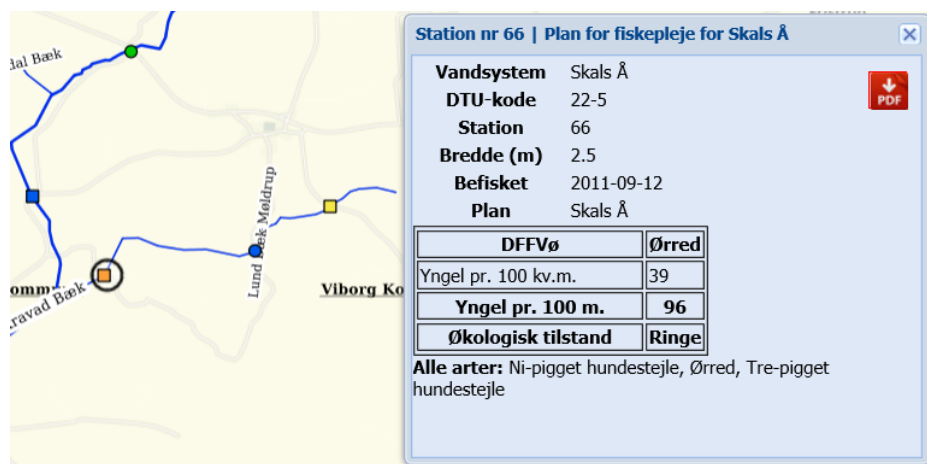 Station nr 66 | Plan for fiskepleje for Skals Å
Vandsystem Skals Å
DTU-kode 22-5
Station 66
Bredde (m) 2.5
Befisket 2011-09-12
Plan Skals Å
PDF
DFFVø Ørred
Yngel pr. 100 kv.m. 39
Yngel pr. 100 m. 96
Økologisk tilstand Ringe
Alle arter: Ni-pigget hundestejle, Ørred, Tre-pigget
hundestejle
dal Bæk
Lund Bæk Møldrup
Viborg Ko
omm
ravad Bæk